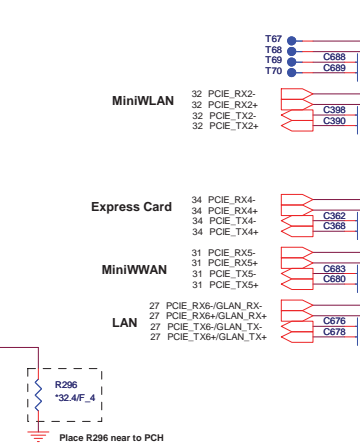 T67
T68
T69 C688
T70 C689
MiniWLAN
32 PCIE_RX2-
32 PCIE_RX2+
32 PCIE_TX2- C398
32 PCIE_TX2+ C390
Express Card
34 PCIE_RX4-
34 PCIE_RX4+
34 PCIE_TX4- C362
34 PCIE_TX4+ C368
MiniWWAN
31 PCIE_RX5-
31 PCIE_RX5+
31 PCIE_TX5- C683
31 PCIE_TX5+ C680
LAN
27 PCIE_RX6-/GLAN_RX-
27 PCIE_RX6+/GLAN_RX+
27 PCIE_TX6-/GLAN_TX- C676
27 PCIE_TX6+/GLAN_TX+ C678
R296
*32.4/F_4
Place R296 near to PCH